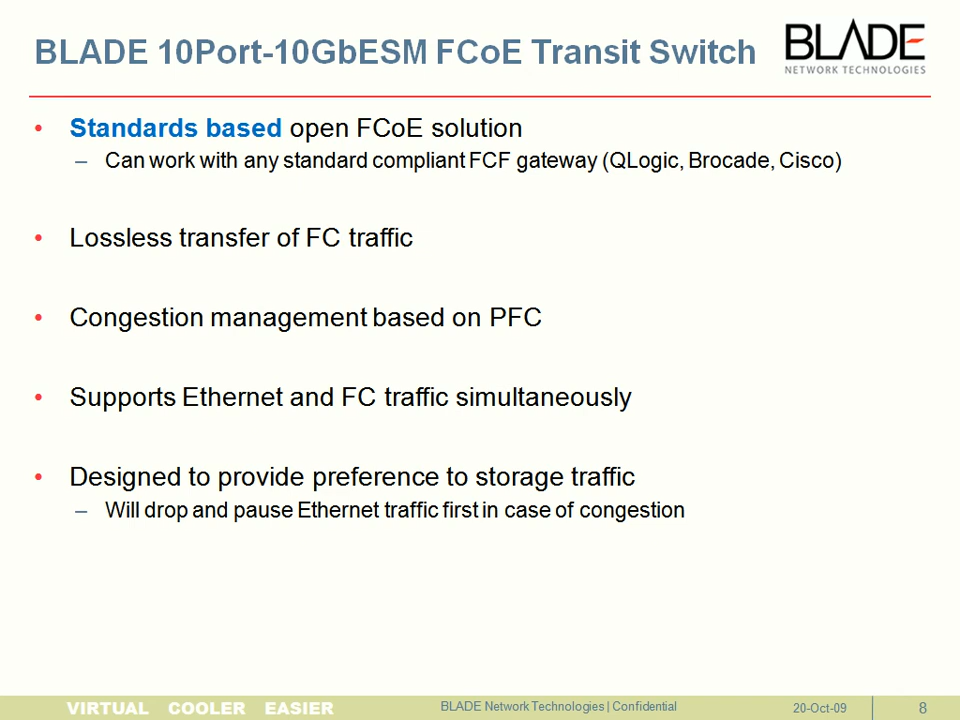 BLADE 10Port-10GbESM FCoE Transit Switch
BLADE
NETWORK TECHNOLOGIES
• Standards based open FCoE solution
– Can work with any standard compliant FCF gateway (QLogic, Brocade, Cisco)
• Lossless transfer of FC traffic
• Congestion management based on PFC
• Supports Ethernet and FC traffic simultaneously
• Designed to provide preference to storage traffic
– Will drop and pause Ethernet traffic first in case of congestion
VIRTUAL COOLER EASIER
BLADE Network Technologies | Confidential
20-Oct-09
8